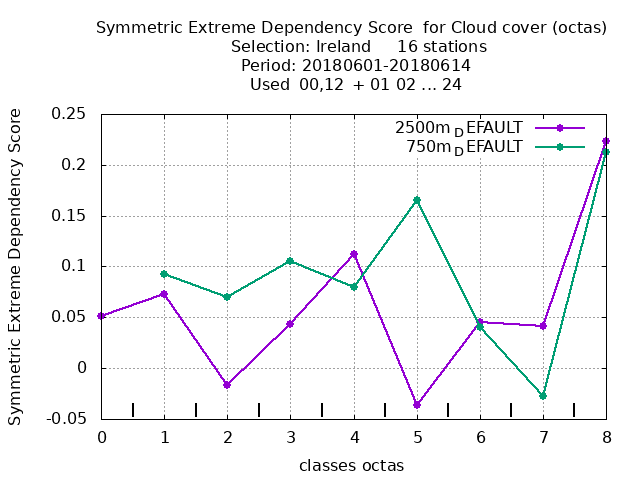 Symmetric Extreme Dependency Score  for Cloud cover (octas)
Selection: Ireland     16 stations
Period: 20180601-20180614
Used  00,12  + 01 02 ... 24
Symmetric Extreme Dependency Score
0.25
0.2
0.15
0.1
0.05
0
-0.05
2500m_DEFAULT
750m_DEFAULT
0 1 2 3 4 5 6 7 8
classes octas